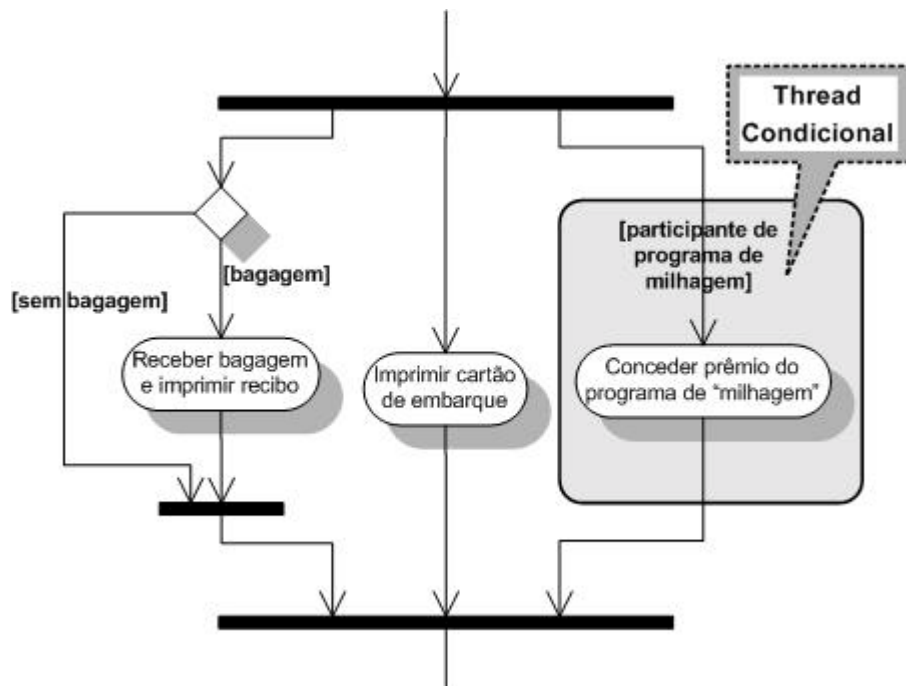 Thread
Condicional
[participante de
programa de
milhagem]
[bagagem]
[sem bagagem]
Receber bagagem
e imprimir recibo
Imprimir cartão
de embarque
Conceder prêmio do
programa de “milhagem”